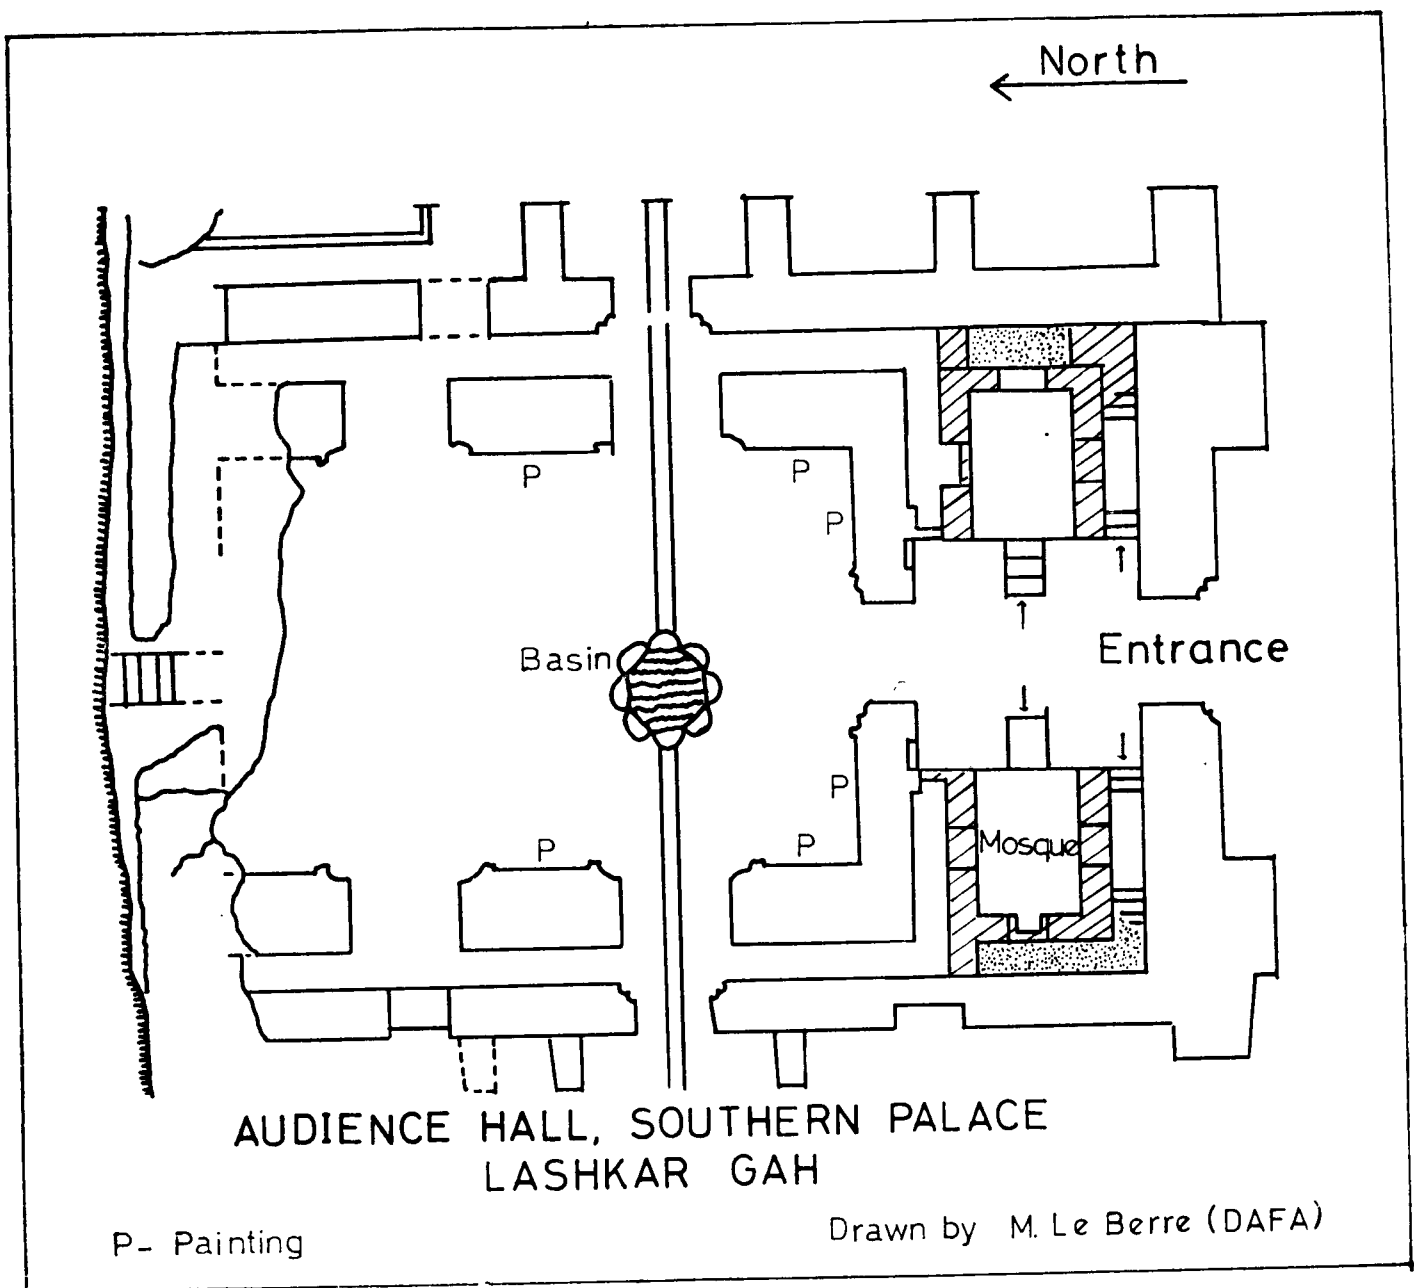 North
P
P
P
Entrance
Basin
P
Mosque
P
P
AUDIENCE HALL, SOUTHERN PALACE
LASHKAR GAH
P- Painting
Drawn by M. Le Berre (DAFA)